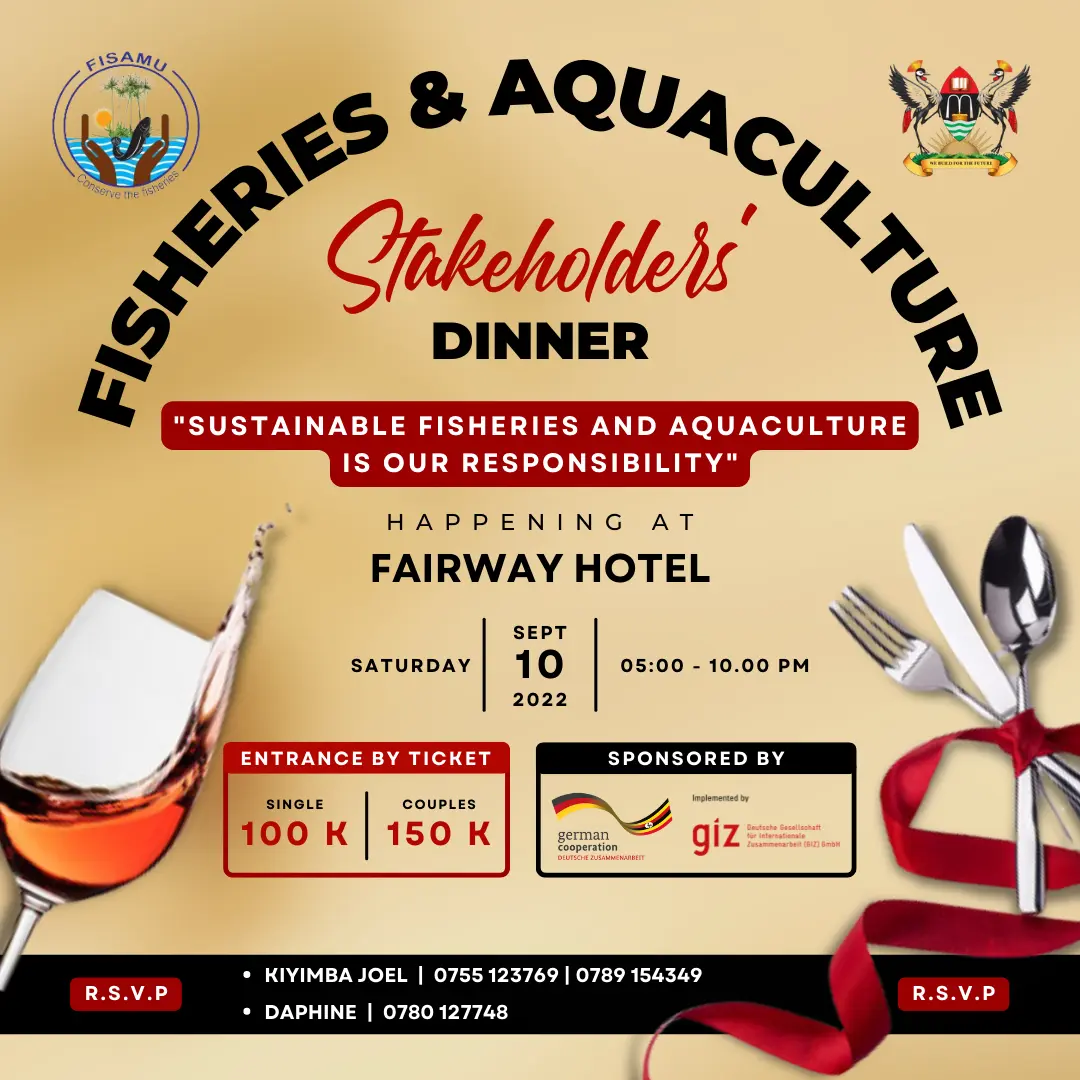 FISAMU
Conserve the fisheries
WE BUILD FOR THE FUTURE
FISHERIES & AQUACULTURE
Stakeholders'
DINNER
"SUSTAINABLE FISHERIES AND AQUACULTURE
IS OUR RESPONSIBILITY"
HAPPENING AT
FAIRWAY HOTEL
SATURDAY
SEPT
10
2022
05:00 - 10.00 PM
ENTRANCE BY TICKET
SINGLE
100 K
COUPLES
150 K
SPONSORED BY
german
cooperation
DEUTSCHE ZUSAMMENARBEIT
Implemented by
giz
Deutsche Gesellschaft
für Internationale
Zusammenarbeit (GIZ) GmbH
R.S.V.P
• KIYIMBA JOEL | 0755 123769 | 0789 154349
• DAPHINE | 0780 127748
R.S.V.P